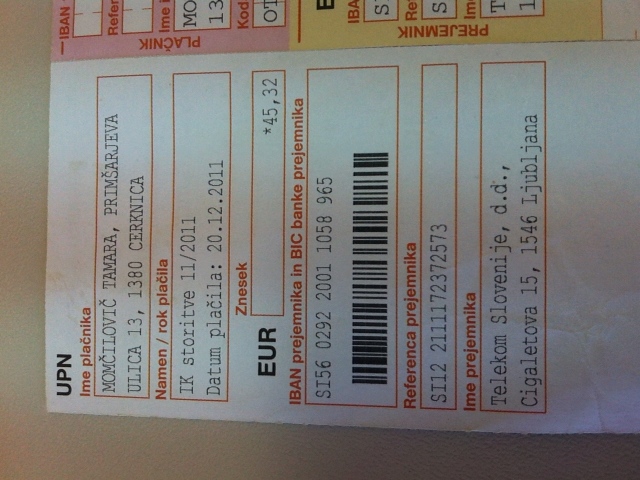 UPN
Ime plačnika
MOMČILOVIČ TAMARA, PRIMŠARJEVA
ULICA 13, 1380 CERKNICA
Namen / rok plačila
IK storitve 11/2011
Datum plačila: 20.12.2011
Znesek
EUR *45,32
IBAN prejemnika in BIC banke prejemnika
SI56 0292 2001 1058 965
Referenca prejemnika
SI12 2111172372573
Ime prejemnika
Telekom Slovenije, d.d.,
Cigaletova 15, 1546 Ljubljana
PLAČNIK
IBAN
Refer
Ime i
MO
13
Kod
OT
PREJEMNIK
E
IBA
S
Re
S
Im
T
1